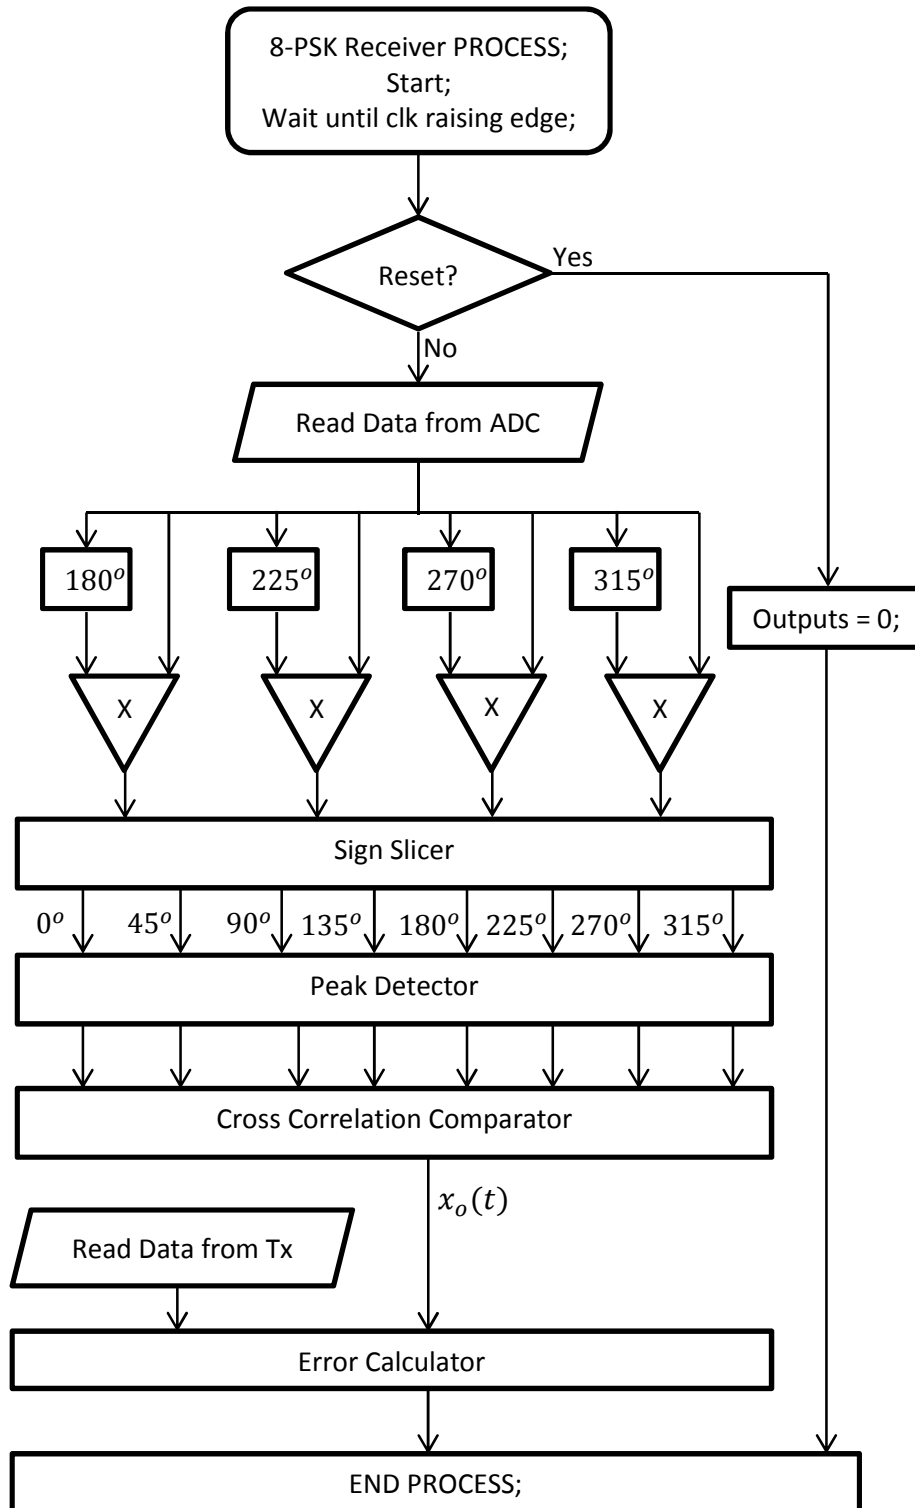 8-PSK Receiver PROCESS;
Start;
Wait until clk raising edge;
Reset?
Yes
No
Read Data from ADC
180° 225° 270° 315°
Outputs = 0;
X X X X
Sign Slicer
0° 45° 90° 135° 180° 225° 270° 315°
Peak Detector
Cross Correlation Comparator
xₒ(t)
Read Data from Tx
Error Calculator
END PROCESS;